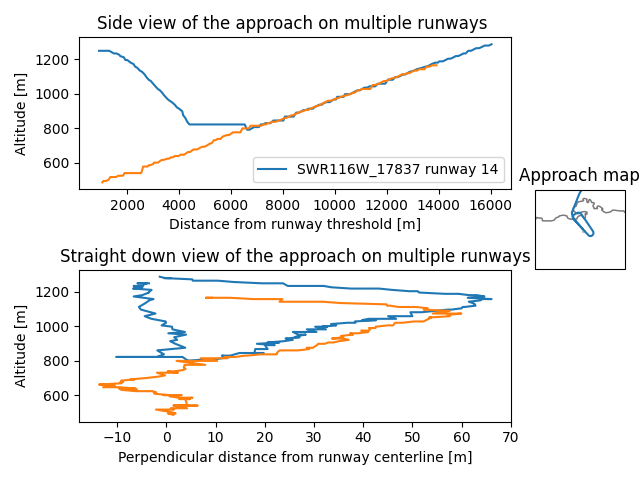 Side view of the approach on multiple runways
Altitude [m]
1200
1000
800
600
2000 4000 6000 8000 10000 12000 14000 16000
SWR116W_17837 runway 14
Distance from runway threshold [m]
Approach map
Straight down view of the approach on multiple runways
Altitude [m]
1200
1000
800
600
−10 0 10 20 30 40 50 60 70
Perpendicular distance from runway centerline [m]